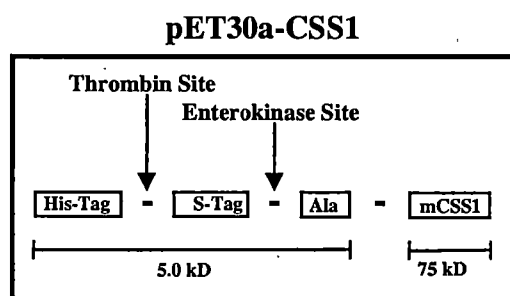 pET30a-CSS1
Thrombin Site
Enterokinase Site
His-Tag - S-Tag - Ala - mCSS1
5.0 kD 75 kD